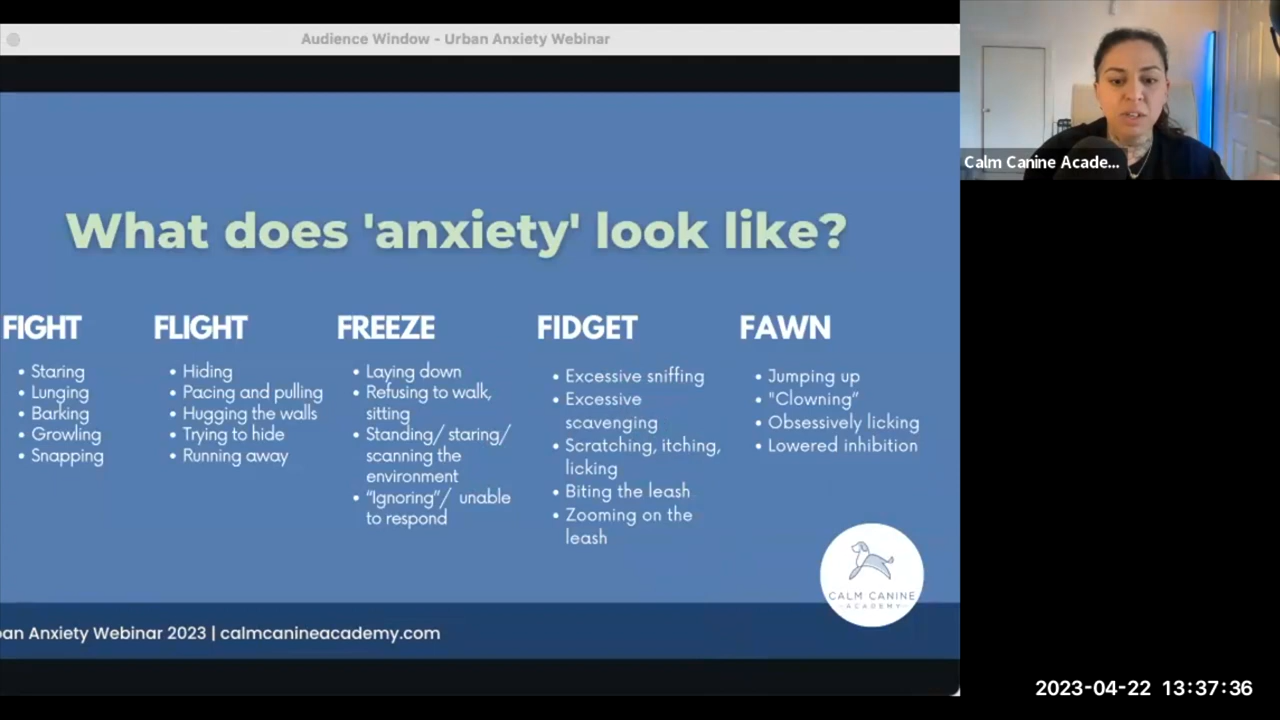 Audience Window - Urban Anxiety Webinar
Calm Canine Acade...
What does 'anxiety' look like?
FIGHT
• Staring
• Lunging
• Barking
• Growling
• Snapping
FLIGHT
• Hiding
• Pacing and pulling
• Hugging the walls
• Trying to hide
• Running away
FREEZE
• Laying down
• Refusing to walk,
sitting
• Standing/ staring/
scanning the
environment
• “Ignoring”/ unable
to respond
FIDGET
• Excessive sniffing
• Excessive
scavenging
• Scratching, itching,
licking
• Biting the leash
• Zooming on the
leash
FAWN
• Jumping up
• "Clowning”
• Obsessively licking
• Lowered inhibition
CALM CANINE
ACADEMY
ban Anxiety Webinar 2023 | calmcanineacademy.com
2023-04-22 13:37:36